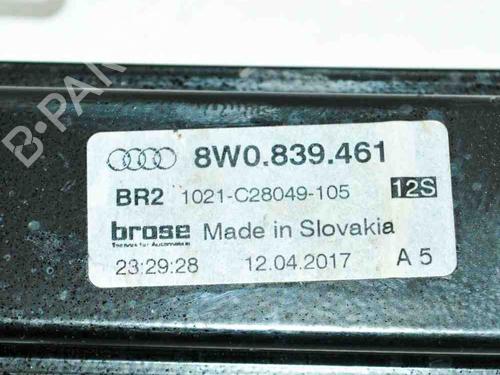 B-PARTS
8W0.839.461
BR2 1021-C28049-105 12S
brose Made in Slovakia
23:29:28 12.04.2017 A 5